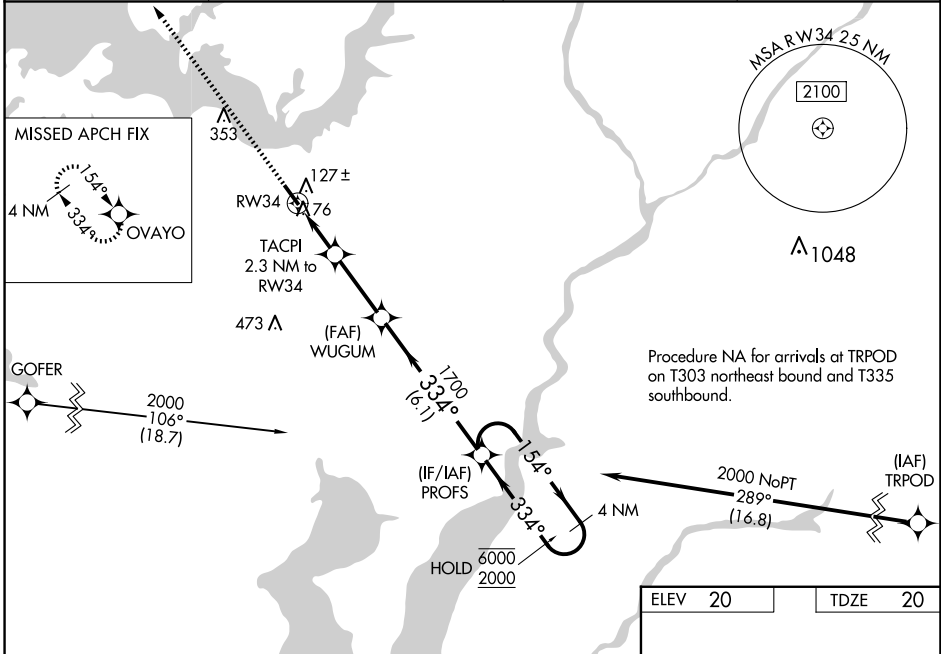 MSA RW34 25 NM
2100
353
MISSED APCH FIX
154°
4 NM
334°
OVAYO
127 ±
RW34
76
TACPI
2.3 NM to
RW34
1048
473
(FAF)
WUGUM
Procedure NA for arrivals at TRPOD
on T303 northeast bound and T335
southbound.
GOFER
2000
106°
(18.7)
1700
334°
(6.1)
154°
(IF/IAF)
PROFS
334°
4 NM
HOLD
6000
2000
2000 NoPT
289°
(16.8)
(IAF)
TRPOD
ELEV 20
TDZE 20